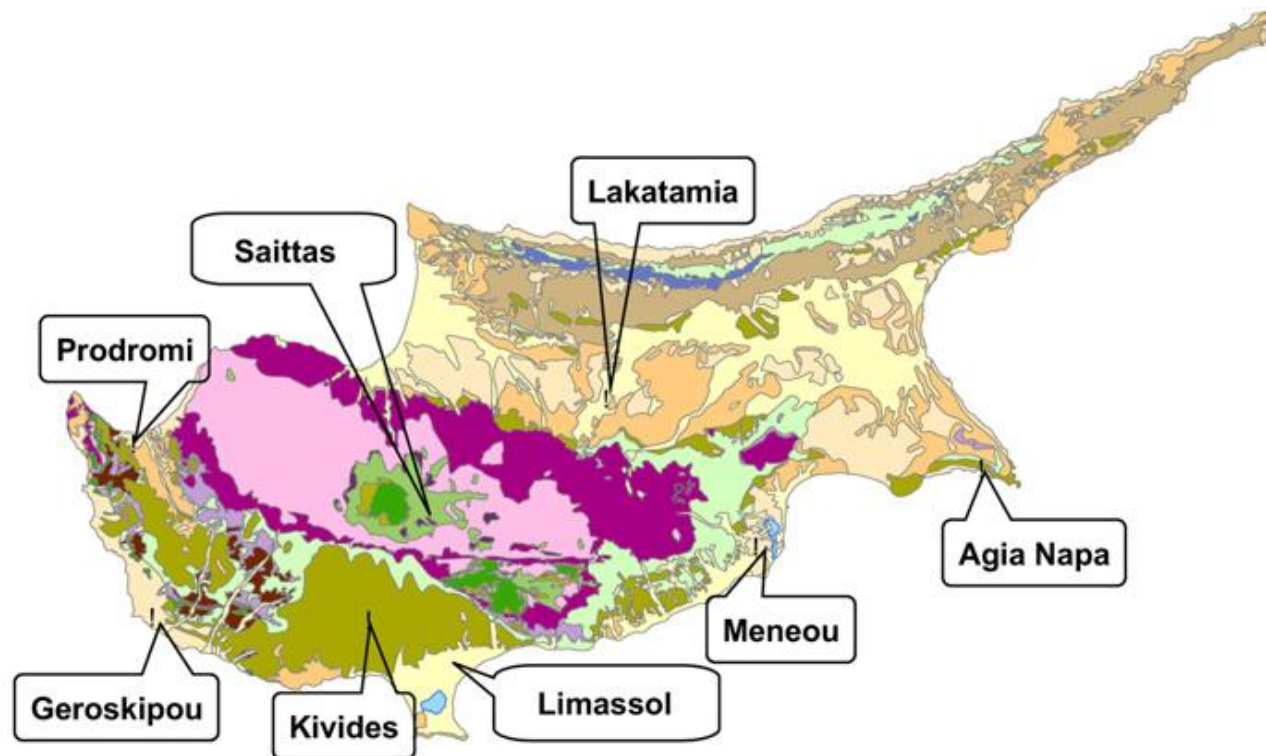 Lakatamia
Saittas
Prodromi
Agia Napa
Meneou
Geroskipou
Kivides
Limassol